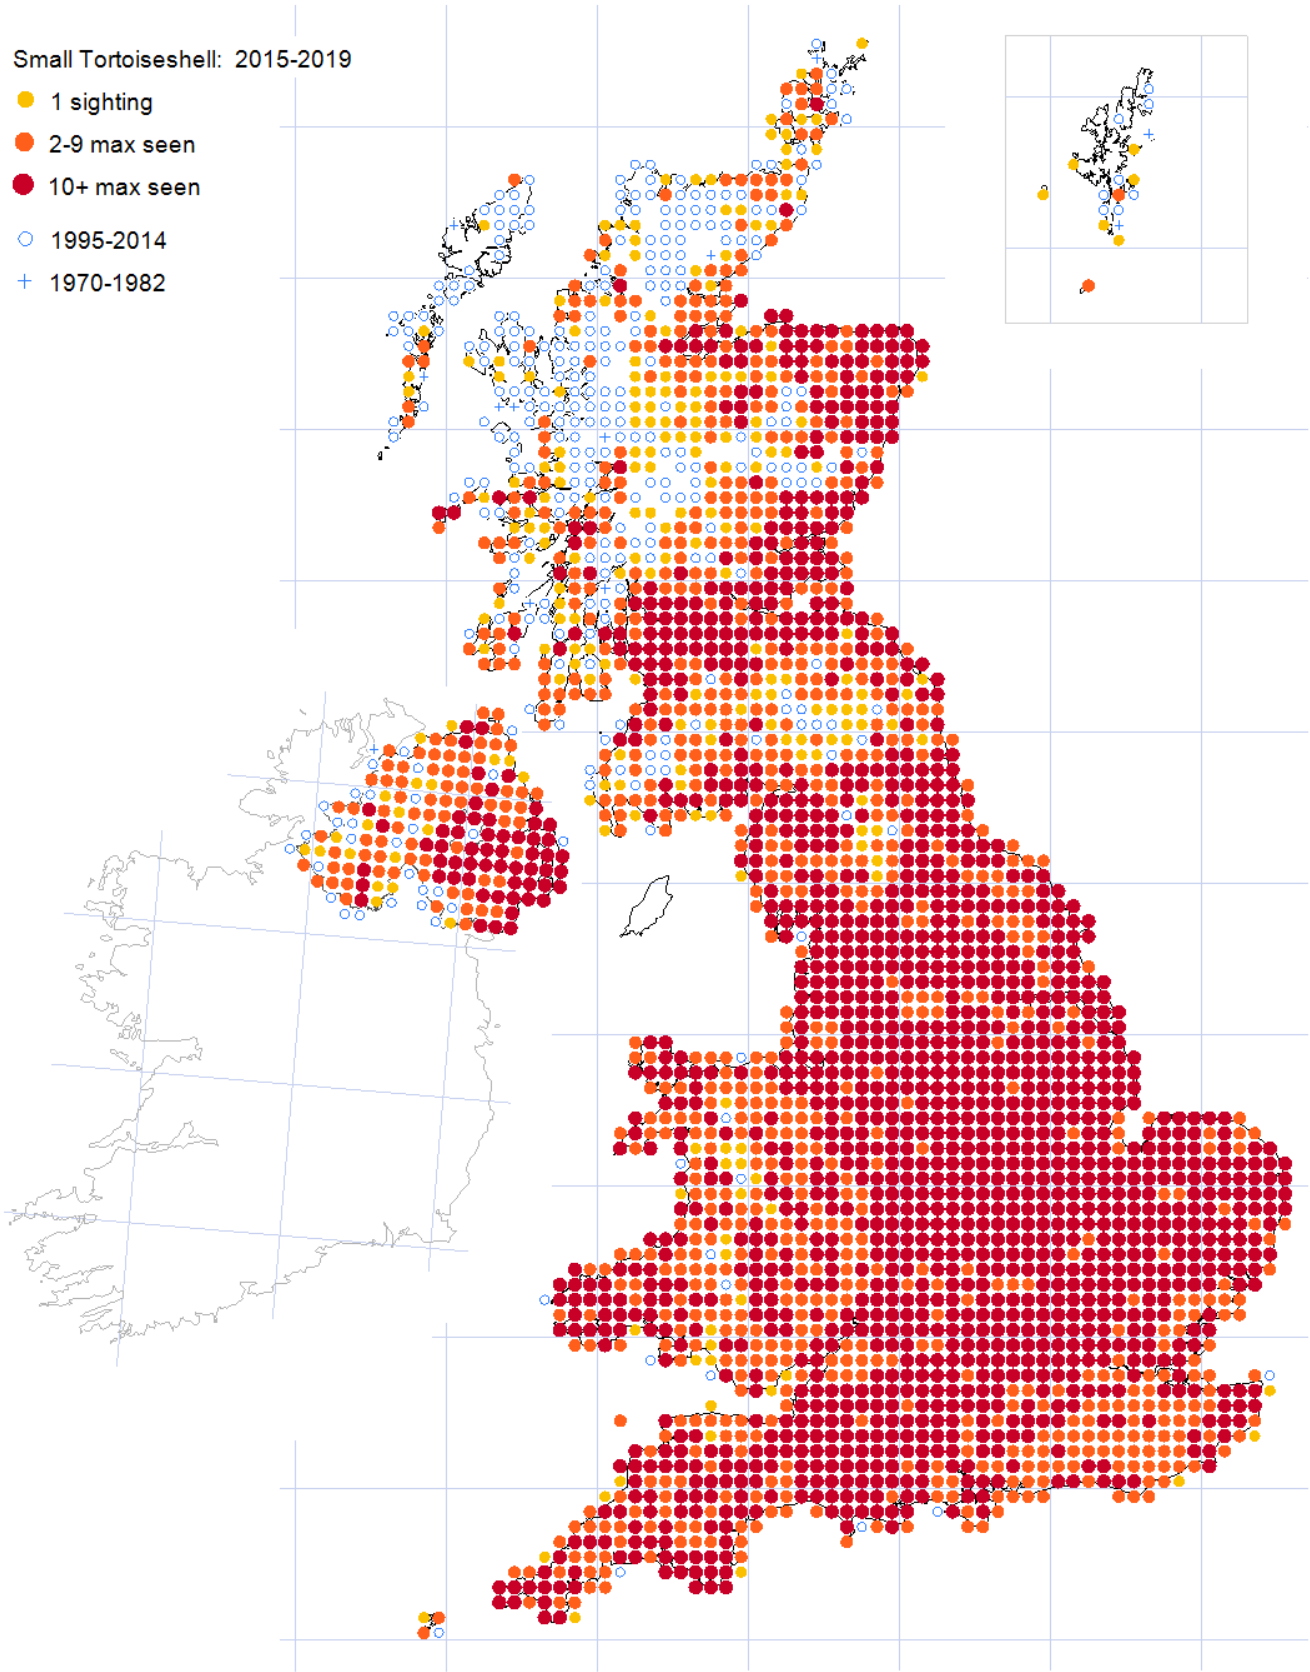 Small Tortoiseshell: 2015-2019
1 sighting
2-9 max seen
10+ max seen
1995-2014
1970-1982